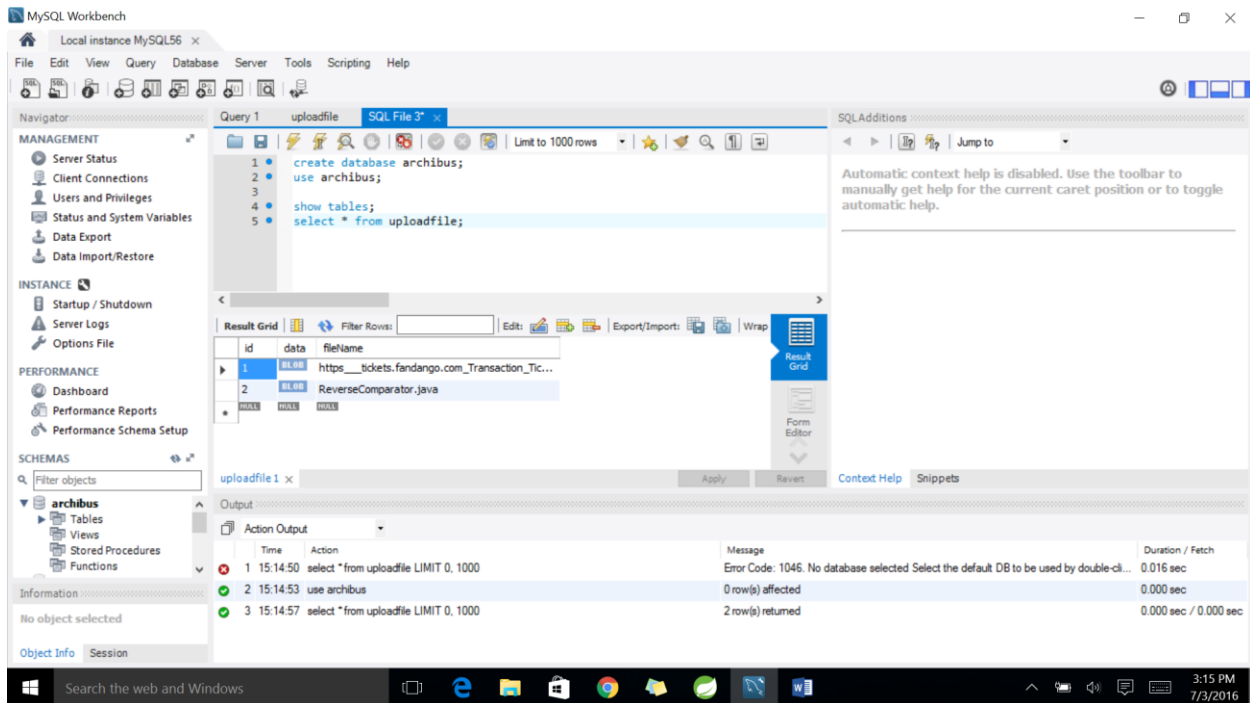 MySQL Workbench
Local instance MySQL56
File Edit View Query Database Server Tools Scripting Help
Navigator
MANAGEMENT
Server Status
Client Connections
Users and Privileges
Status and System Variables
Data Export
Data Import/Restore
INSTANCE
Startup / Shutdown
Server Logs
Options File
PERFORMANCE
Dashboard
Performance Reports
Performance Schema Setup
SCHEMAS
Filter objects
archibus
Tables
Views
Stored Procedures
Functions
Information
No object selected
Object Info Session
Query 1 uploadfile SQL File 3*
Limit to 1000 rows
1 create database archibus;
2 use archibus;
3
4 show tables;
5 select * from uploadfile;
Result Grid Filter Rows: Edit: Export/Import: Wrap
id data fileName
1 BLOB https___tickets.fandango.com_Transaction_Tic...
2 BLOB ReverseComparator.java
NULL NULL NULL
Result Grid
Form Editor
uploadfile 1 Apply Revert
SQLAdditions
Jump to
Automatic context help is disabled. Use the toolbar to
manually get help for the current caret position or to toggle
automatic help.
Context Help Snippets
Output
Action Output
Time Action Message Duration / Fetch
1 15:14:50 select * from uploadfile LIMIT 0, 1000 Error Code: 1046. No database selected Select the default DB to be used by double-cli... 0.016 sec
2 15:14:53 use archibus 0 row(s) affected 0.000 sec
3 15:14:57 select * from uploadfile LIMIT 0, 1000 2 row(s) returned 0.000 sec / 0.000 sec
Search the web and Windows
3:15 PM
7/3/2016